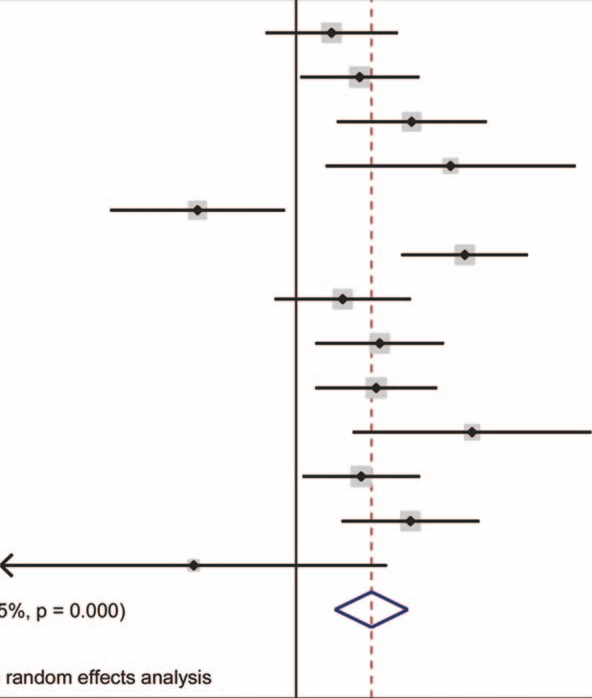 5%, p = 0.000)
random effects analysis